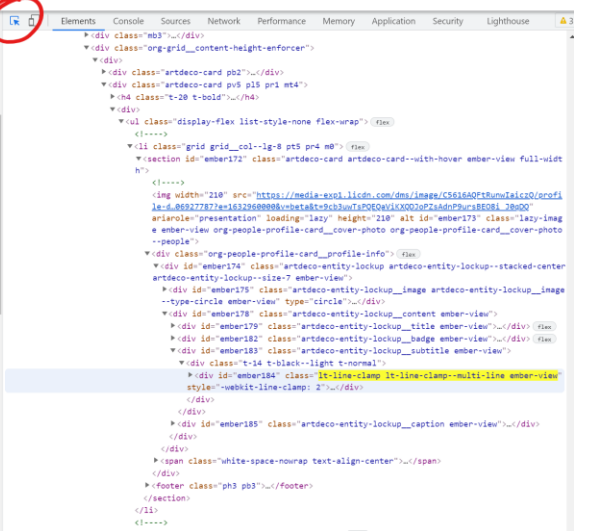 Elements Console Sources Network Performance Memory Application Security Lighthouse 3
<div class="mb3">…</div>
<div class="org-grid__content-height-enforcer">
<div>
<div class="artdeco-card pb2">…</div>
<div class="artdeco-card pv5 pl5 pr1 mt4">
<h4 class="t-20 t-bold">…</h4>
<div>
<ul class="display-flex list-style-none flex-wrap"> flex
<!---->
<li class="grid grid__col--lg-8 pt5 pr4 m0"> flex
<section id="ember172" class="artdeco-card artdeco-card--with-hover ember-view full-widt
h">
<!---->
<img width="210" src="https://media-exp1.licdn.com/dms/image/C5616AQFtRunwIaiczQ/profi
le-d…06927787?e=1632960000&v=beta&t=9cb3uwTsPOEQaViKXQDJoPZsAdnP9ursBEO8i_J0qDQ"
ariarole="presentation" loading="lazy" height="210" alt id="ember173" class="lazy-imag
e ember-view org-people-profile-card__cover-photo org-people-profile-card__cover-photo
--people">
<div class="org-people-profile-card__profile-info"> flex
<div id="ember174" class="artdeco-entity-lockup artdeco-entity-lockup--stacked-center
artdeco-entity-lockup--size-7 ember-view">
<div id="ember175" class="artdeco-entity-lockup__image artdeco-entity-lockup__image
--type-circle ember-view" type="circle">…</div>
<div id="ember178" class="artdeco-entity-lockup__content ember-view">
<div id="ember179" class="artdeco-entity-lockup__title ember-view">…</div> flex
<div id="ember182" class="artdeco-entity-lockup__badge ember-view">…</div> flex
<div id="ember183" class="artdeco-entity-lockup__subtitle ember-view">
<div class="t-14 t-black--light t-normal">
<div id="ember184" class="lt-line-clamp lt-line-clamp--multi-line ember-view"
style="-webkit-line-clamp: 2">…</div>
</div>
</div>
<div id="ember185" class="artdeco-entity-lockup__caption ember-view">…</div>
</div>
</div>
<span class="white-space-nowrap text-align-center">…</span>
</div>
<footer class="ph3 pb3">…</footer>
</section>
</li>
<!---->